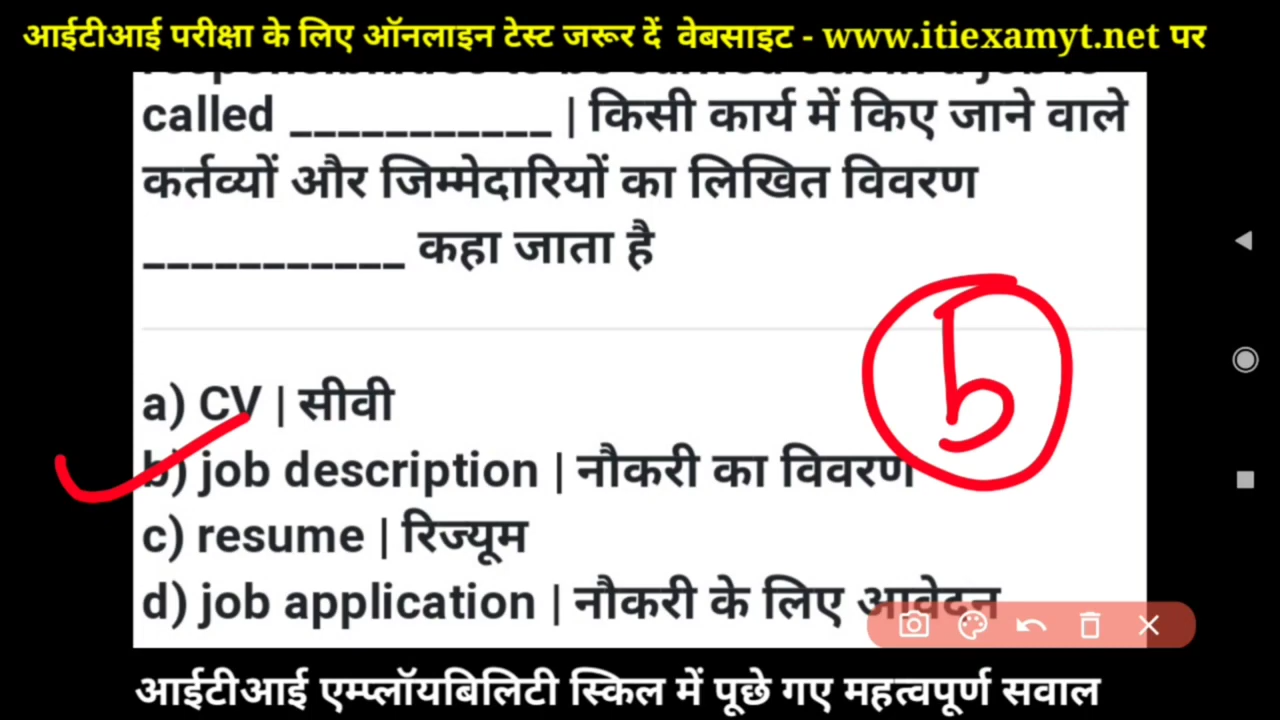 आईटीआई परीक्षा के लिए ऑनलाइन टेस्ट जरूर दें वेबसाइट - www.itiexamyt.net पर
called ___________ | किसी कार्य में किए जाने वाले
कर्तव्यों और जिम्मेदारियों का लिखित विवरण
___________ कहा जाता है
b
a) CV | सीवी
b) job description | नौकरी का विवरण
c) resume | रिज्यूम
d) job application | नौकरी के लिए आवेदन
आईटीआई एम्प्लॉयबिलिटी स्किल में पूछे गए महत्वपूर्ण सवाल